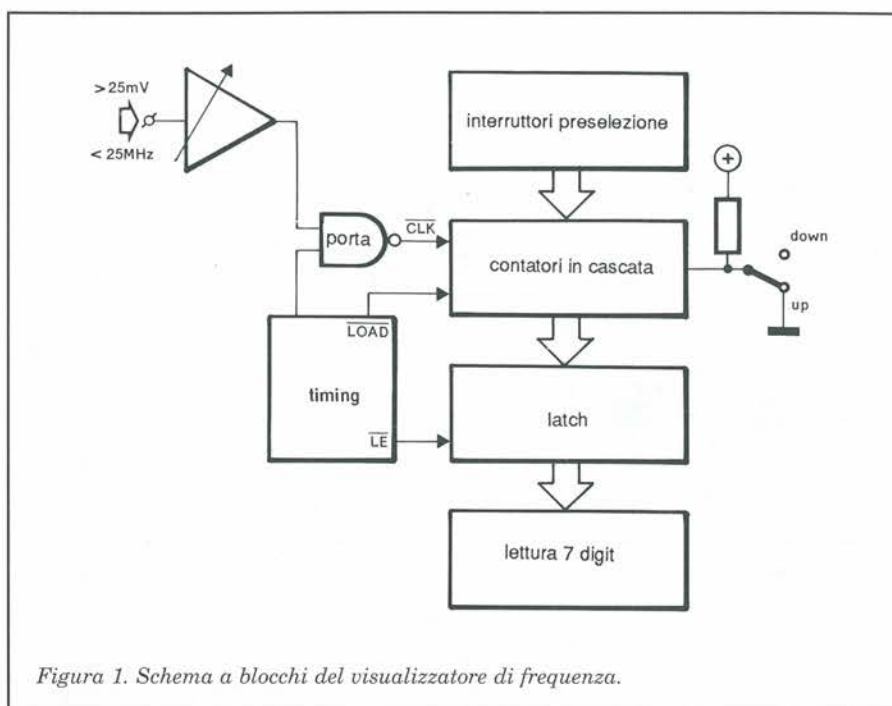 > 25mV
< 25MHz
interruttori preselezione
porta
CLK
contatori in cascata
+
down
up
LOAD
timing
LE
latch
lettura 7 digit
Figura 1. Schema a blocchi del visualizzatore di frequenza.